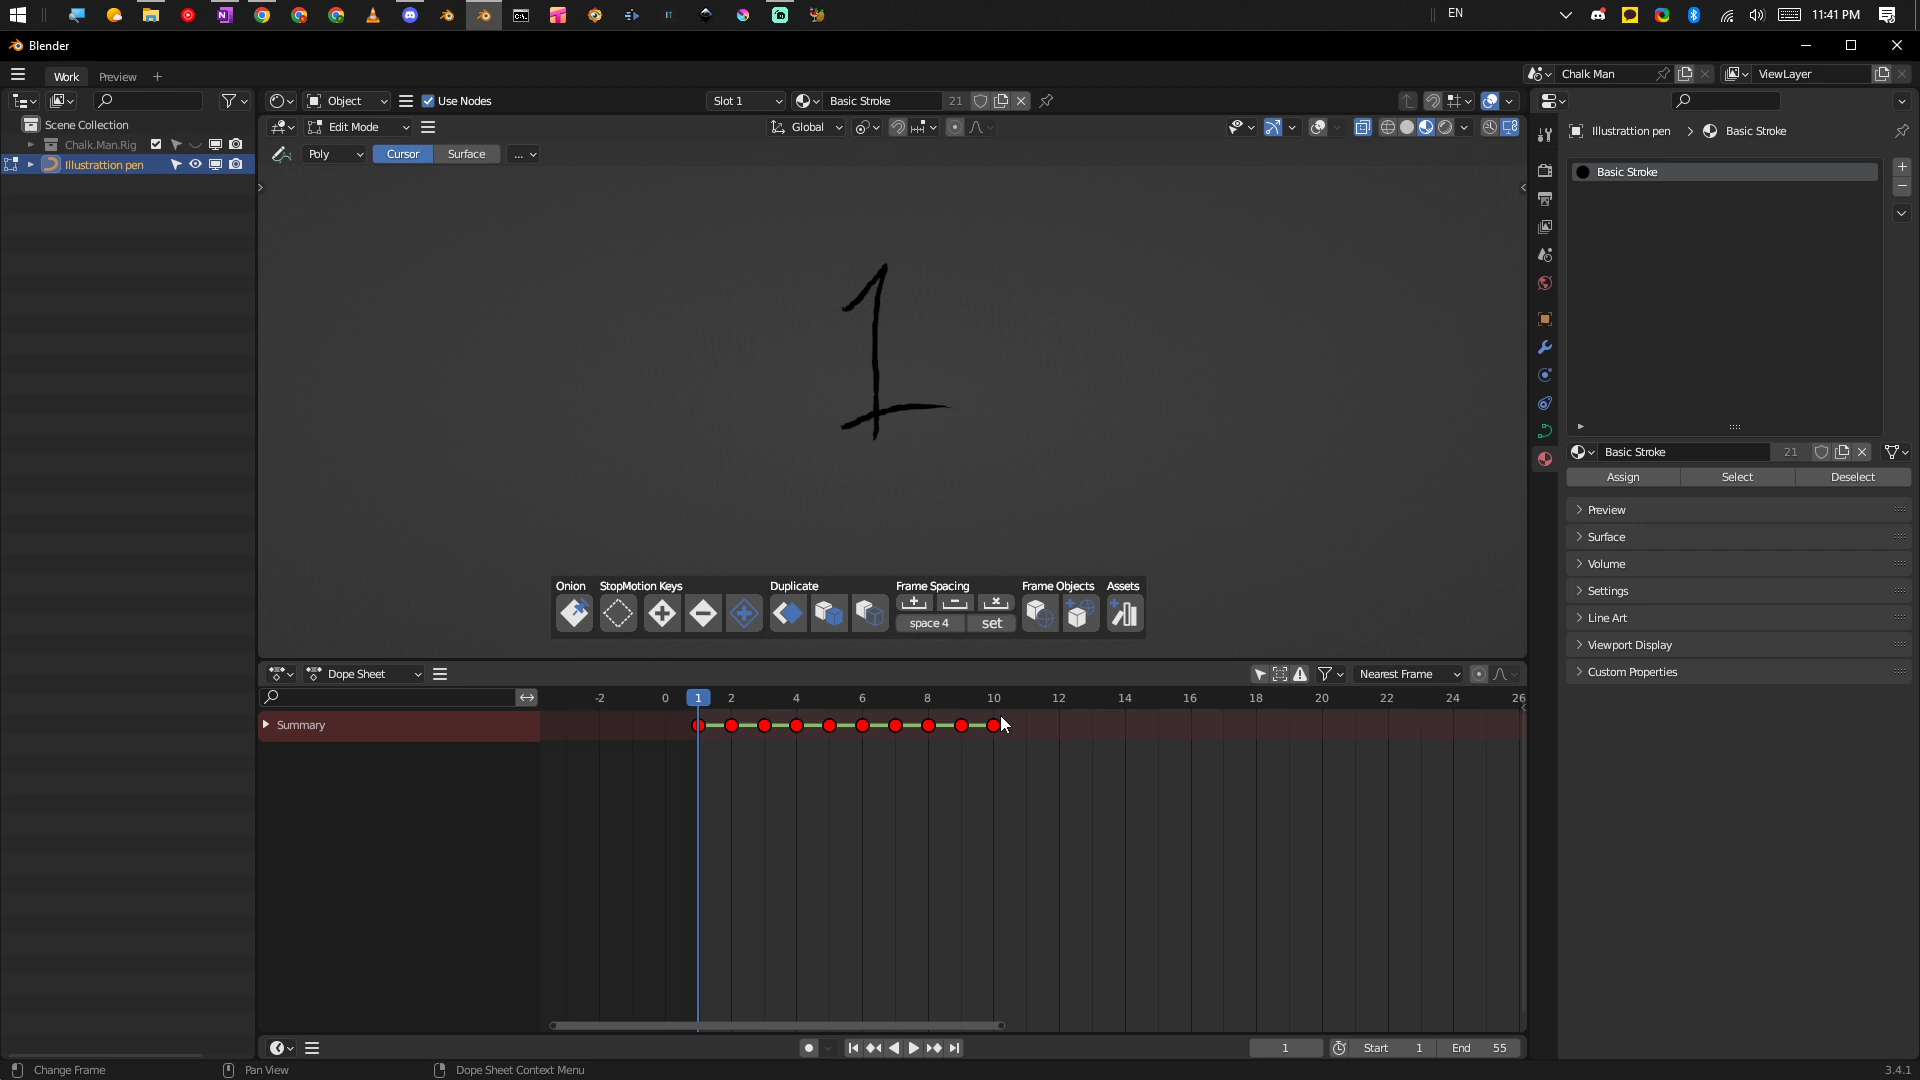 EN
11:41 PM
Blender
Work Preview +
Chalk Man
ViewLayer
Object
Use Nodes
Slot 1
Basic Stroke 21
Scene Collection
Chalk.Man.Rig
Illustrattion pen
Edit Mode
Global
Poly
Cursor
Surface
...
Illustrattion pen > Basic Stroke
Basic Stroke
1
Basic Stroke 21
Assign Select Deselect
Preview
Surface
Volume
Settings
Line Art
Viewport Display
Custom Properties
Onion StopMotion Keys Duplicate Frame Spacing Frame Objects Assets
space 4 set
Dope Sheet
Nearest Frame
-2 0 1 2 4 6 8 10 12 14 16 18 20 22 24 26
Summary
1
Start 1
End 55
Change Frame
Pan View
Dope Sheet Context Menu
3.4.1